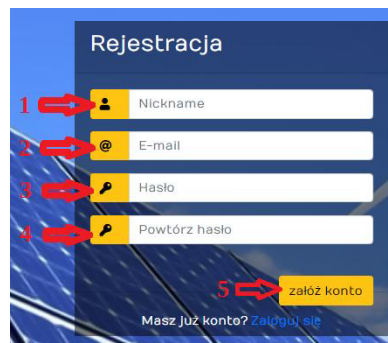 Rejestracja
1 Nickname
2 @ E-mail
3 Hasło
4 Powtórz hasło
5 załóż konto
Masz już konto? Zaloguj się